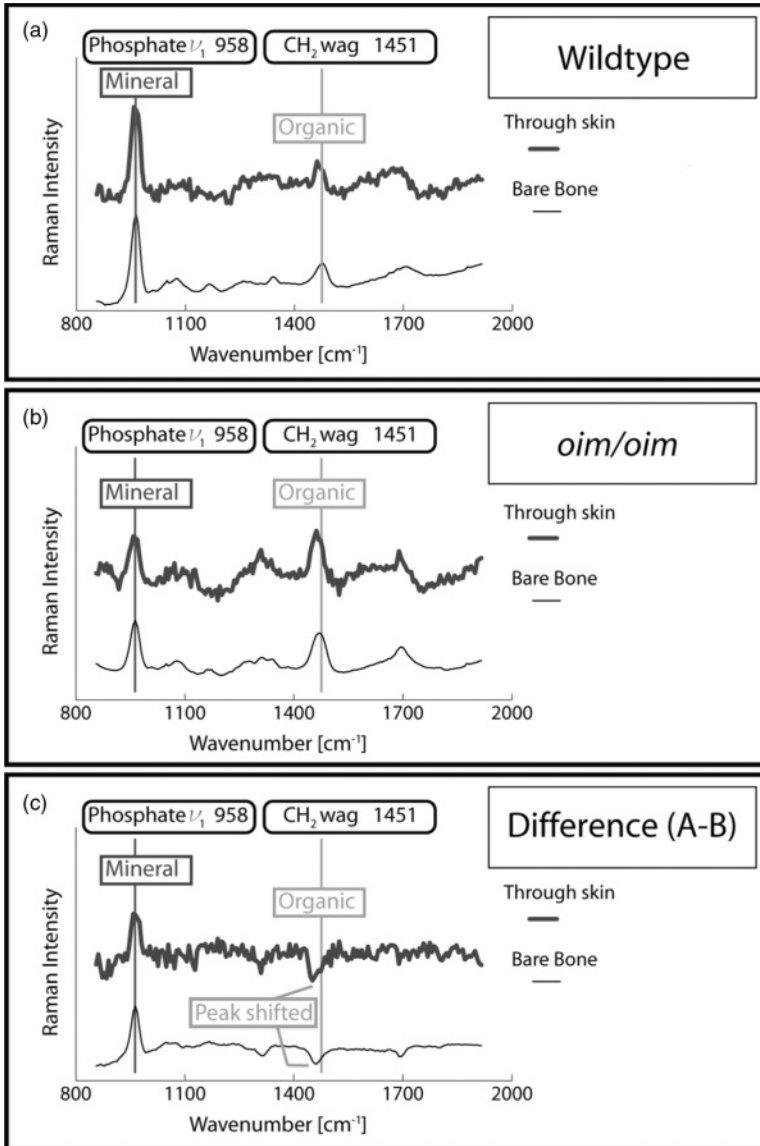 (a)
Phosphate ν₁ 958
CH₂ wag 1451
Wildtype
Mineral
Organic
Through skin
Bare Bone
Raman Intensity
800 1100 1400 1700 2000
Wavenumber [cm⁻¹]
(b)
Phosphate ν₁ 958
CH₂ wag 1451
oim/oim
Mineral
Organic
Through skin
Bare Bone
Raman Intensity
800 1100 1400 1700 2000
Wavenumber [cm⁻¹]
(c)
Phosphate ν₁ 958
CH₂ wag 1451
Difference (A-B)
Mineral
Organic
Through skin
Bare Bone
Peak shifted
Raman Intensity
800 1100 1400 1700 2000
Wavenumber [cm⁻¹]